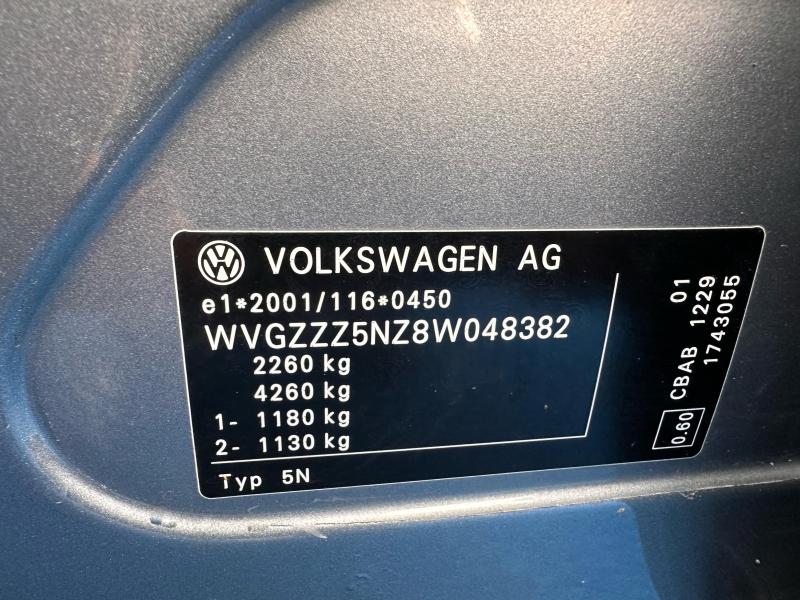 VOLKSWAGEN AG
e1*2001/116*0450
WVGZZZ5NZ8W048382
2260 kg
4260 kg
1- 1180 kg
2- 1130 kg
Typ 5N
0.60
CBAB 1229 01
1743055